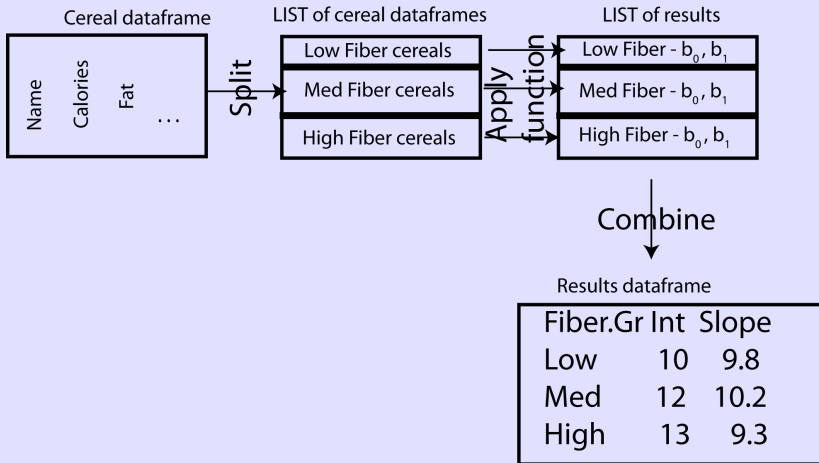 Cereal dataframe
Name
Calories
Fat
...
Split
LIST of cereal dataframes
Low Fiber cereals
Med Fiber cereals
High Fiber cereals
Apply
function
LIST of results
Low Fiber - b₀, b₁
Med Fiber - b₀, b₁
High Fiber - b₀, b₁
Combine
Results dataframe
Fiber.Gr Int Slope
Low 10 9.8
Med 12 10.2
High 13 9.3